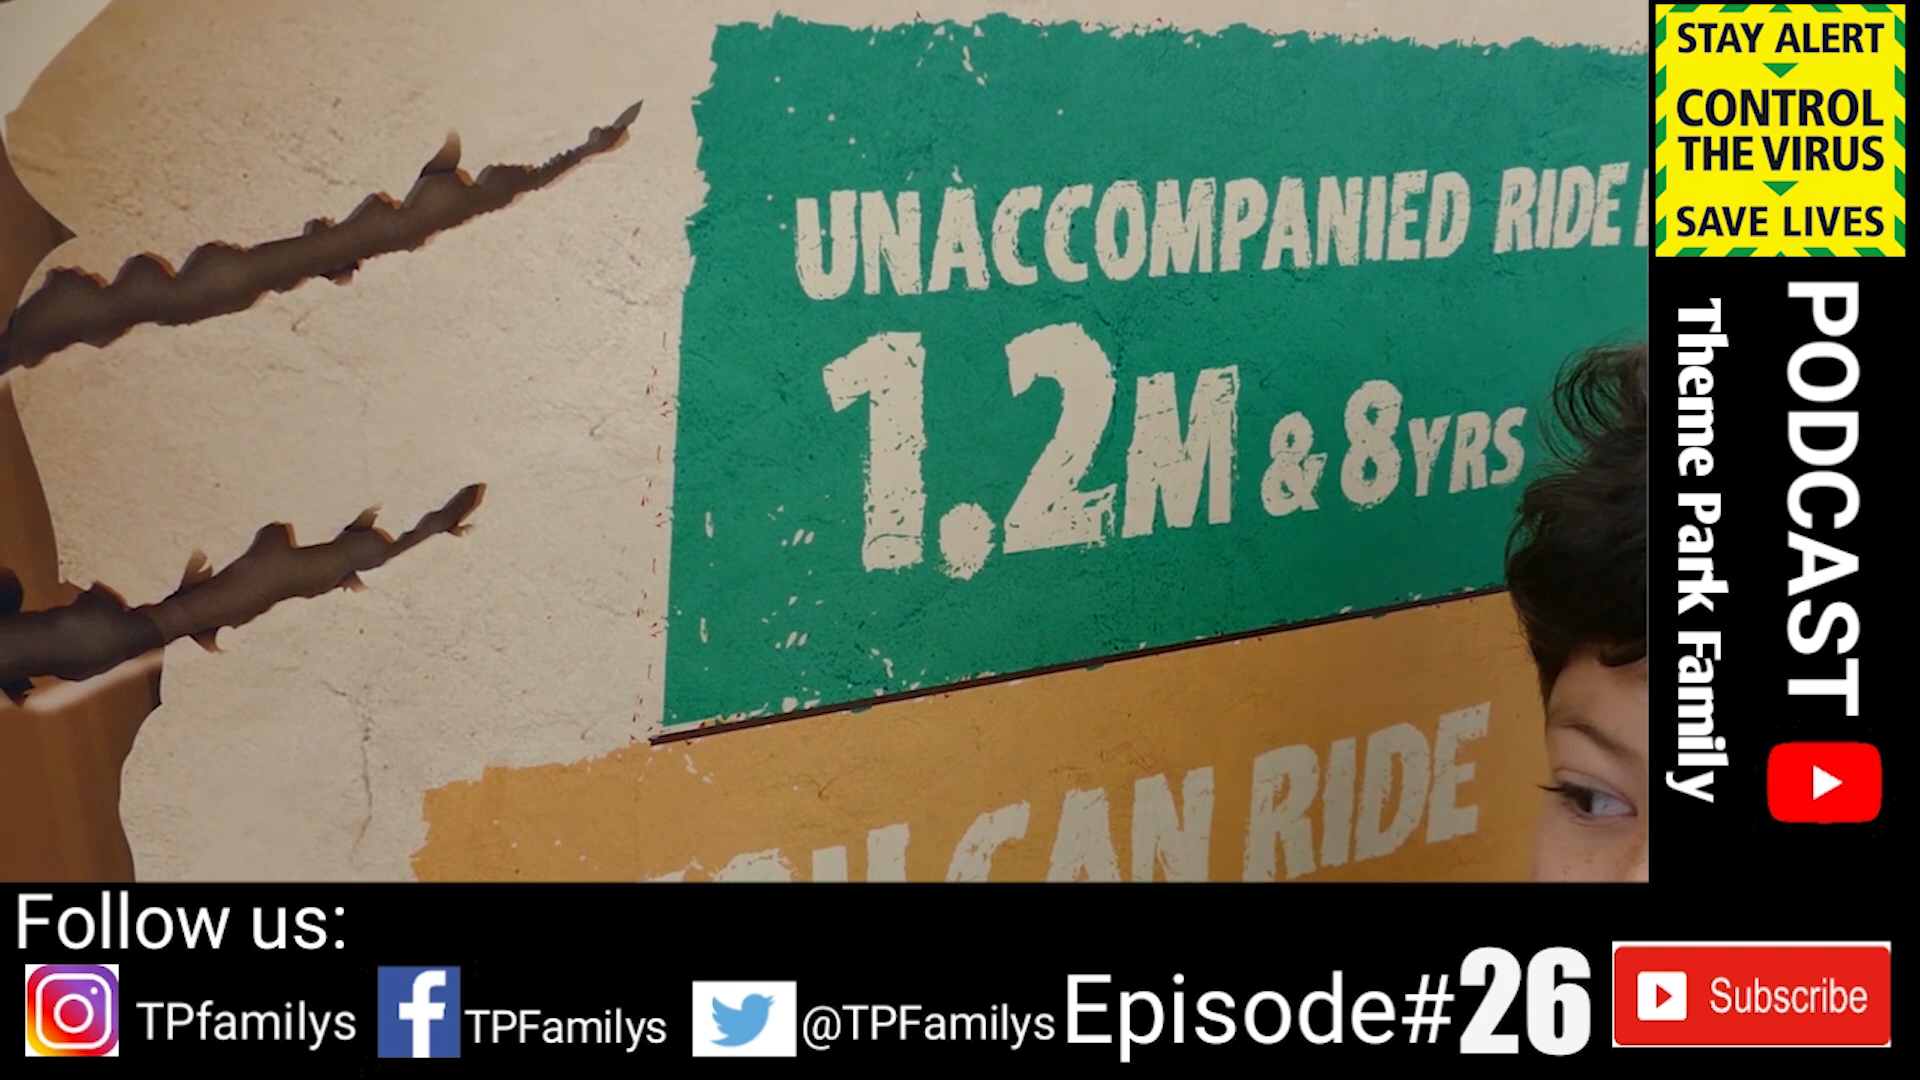 UNACCOMPANIED RIDE
1.2M & 8YRS
CAN RIDE
STAY ALERT
CONTROL
THE VIRUS
SAVE LIVES
PODCAST
Theme Park Family
Follow us:
TPfamilys
TPFamilys
@TPFamilys
Episode#26
Subscribe